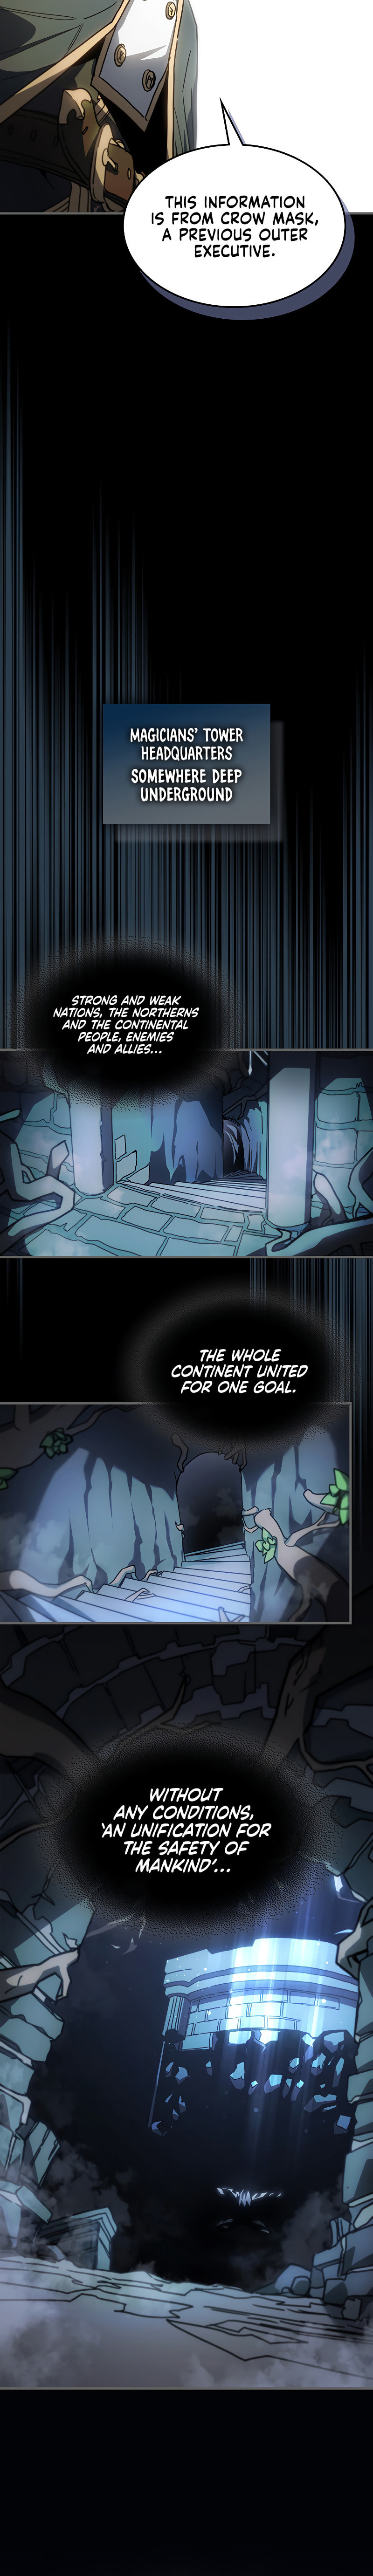 THIS INFORMATION
IS FROM CROW MASK,
A PREVIOUS OUTER
EXECUTIVE.
MAGICIANS' TOWER
HEADQUARTERS
SOMEWHERE DEEP
UNDERGROUND
STRONG AND WEAK
NATIONS, THE NORTHERNS
AND THE CONTINENTAL
PEOPLE, ENEMIES
AND ALLIES...
THE WHOLE
CONTINENT UNITED
FOR ONE GOAL.
WITHOUT
ANY CONDITIONS,
'AN UNIFICATION FOR
THE SAFETY OF
MANKIND'...